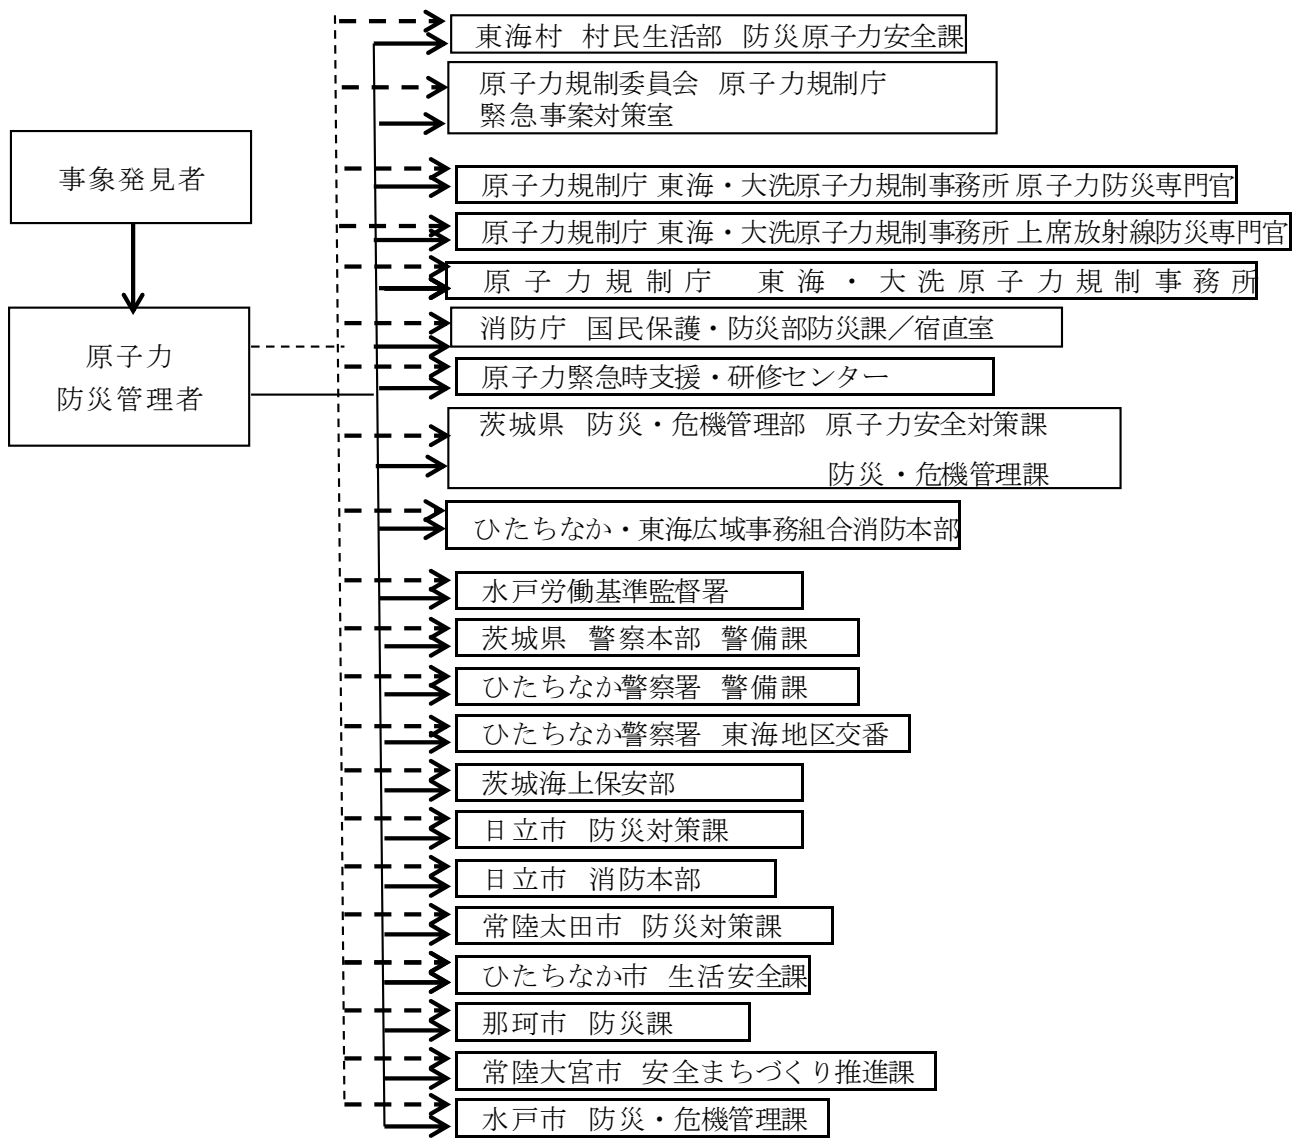 事象発見者
原子力
防災管理者
東海村 村民生活部 防災原子力安全課
原子力規制委員会 原子力規制庁
緊急事案対策室
原子力規制庁 東海・大洗原子力規制事務所 原子力防災専門官
原子力規制庁 東海・大洗原子力規制事務所 上席放射線防災専門官
原子力規制庁 東海・大洗原子力規制事務所
消防庁 国民保護・防災部防災課／宿直室
原子力緊急時支援・研修センター
茨城県 防災・危機管理部 原子力安全対策課
防災・危機管理課
ひたちなか・東海広域事務組合消防本部
水戸労働基準監督署
茨城県 警察本部 警備課
ひたちなか警察署 警備課
ひたちなか警察署 東海地区交番
茨城海上保安部
日立市 防災対策課
日立市 消防本部
常陸太田市 防災対策課
ひたちなか市 生活安全課
那珂市 防災課
常陸大宮市 安全まちづくり推進課
水戸市 防災・危機管理課